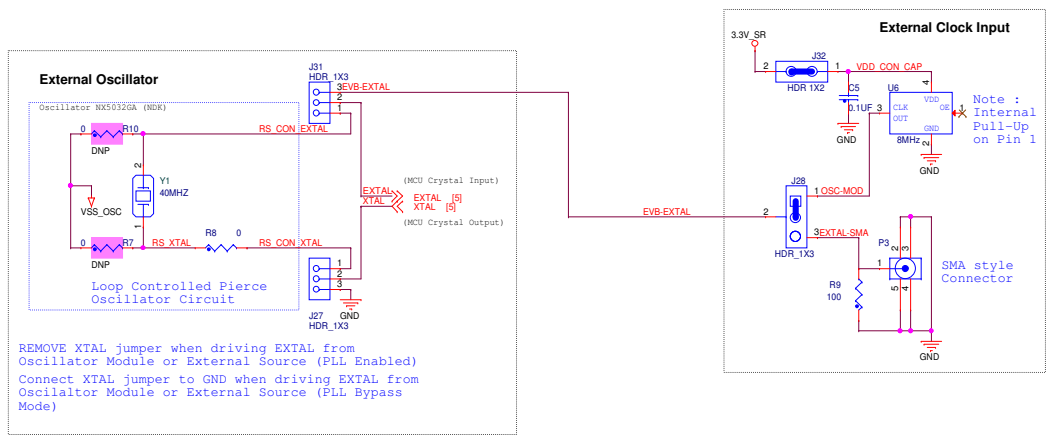 External Oscillator
Oscillator NX5032GA (NDK)
0
R10
DNP
2
Y1
40MHZ
1
VSS_OSC
0
R7
DNP
RS_XTAL
R8
0
RS_CON_EXTAL
RS_CON_XTAL
Loop Controlled Pierce
Oscillator Circuit
J31
HDR_1X3
3
2
1
EVB-EXTAL
(MCU Crystal Input)
EXTAL
EXTAL [5]
XTAL
XTAL [5]
(MCU Crystal Output)
1
2
3
GND
J27
HDR_1X3
REMOVE XTAL jumper when driving EXTAL from
Oscillator Module or External Source (PLL Enabled)
Connect XTAL jumper to GND when driving EXTAL from
Oscilaltor Module or External Source (PLL Bypass
Mode)
EVB-EXTAL
External Clock Input
3.3V_SR
J32
2
1
HDR 1X2
VDD_CON_CAP
C5
0.1UF
GND
U6
4
VDD
3
CLK
OUT
OE
1
GND
8MHz
2
GND
Note :
Internal
Pull-Up
on Pin 1
J28
1
OSC-MOD
2
3
EXTAL-SMA
HDR_1X3
P3
2
3
1
5
4
R9
100
GND
SMA style
Connector